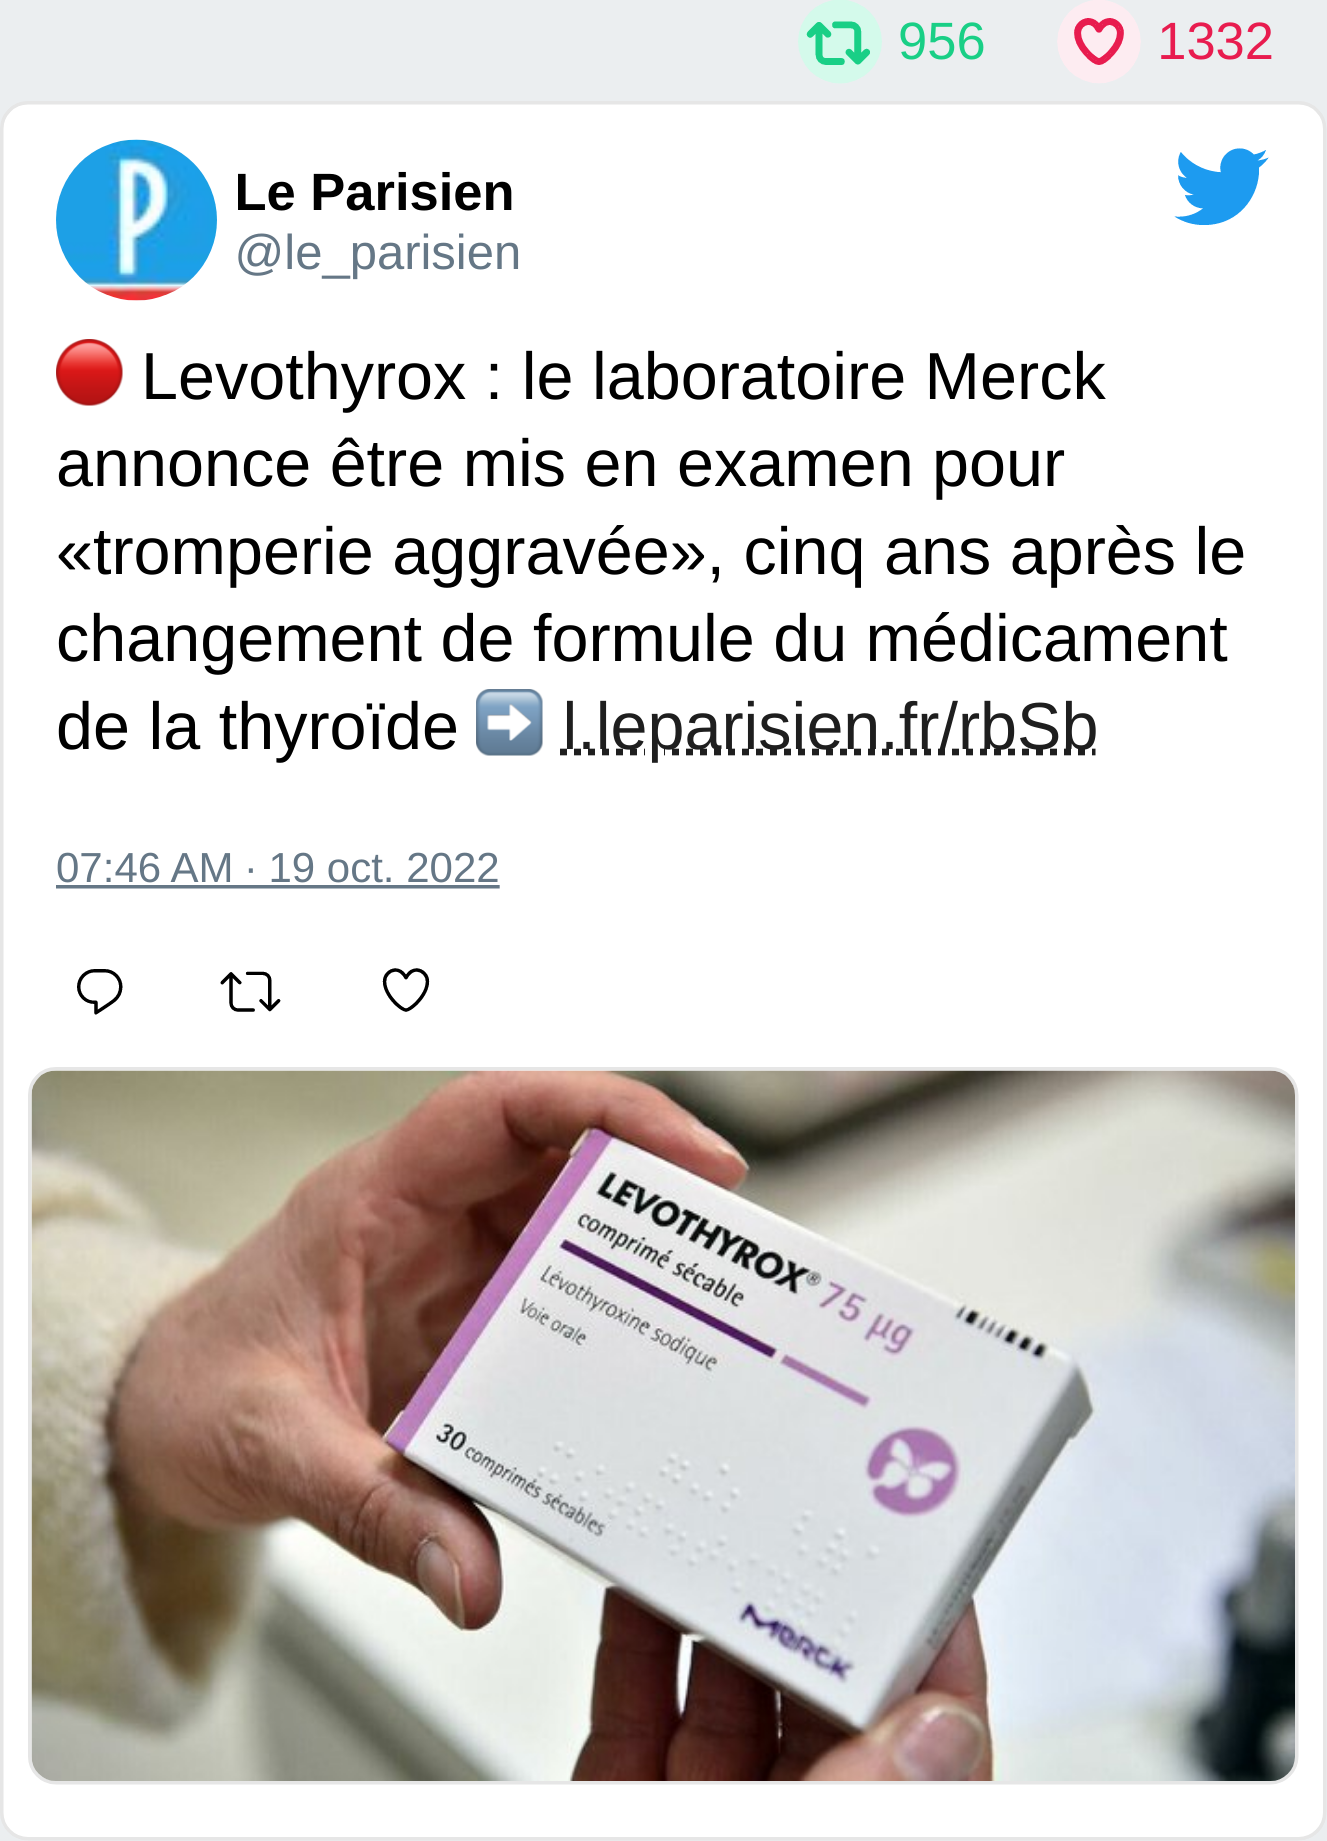 956 1332
Le Parisien
@le_parisien
🔴 Levothyrox : le laboratoire Merck
annonce être mis en examen pour
«tromperie aggravée», cinq ans après le
changement de formule du médicament
de la thyroïde ➡️ l.leparisien.fr/rbSb
07:46 AM · 19 oct. 2022
LEVOTHYROX® 75 µg
comprimé sécable
Lévothyroxine sodique
Voie orale
30 comprimés sécables
MERCK